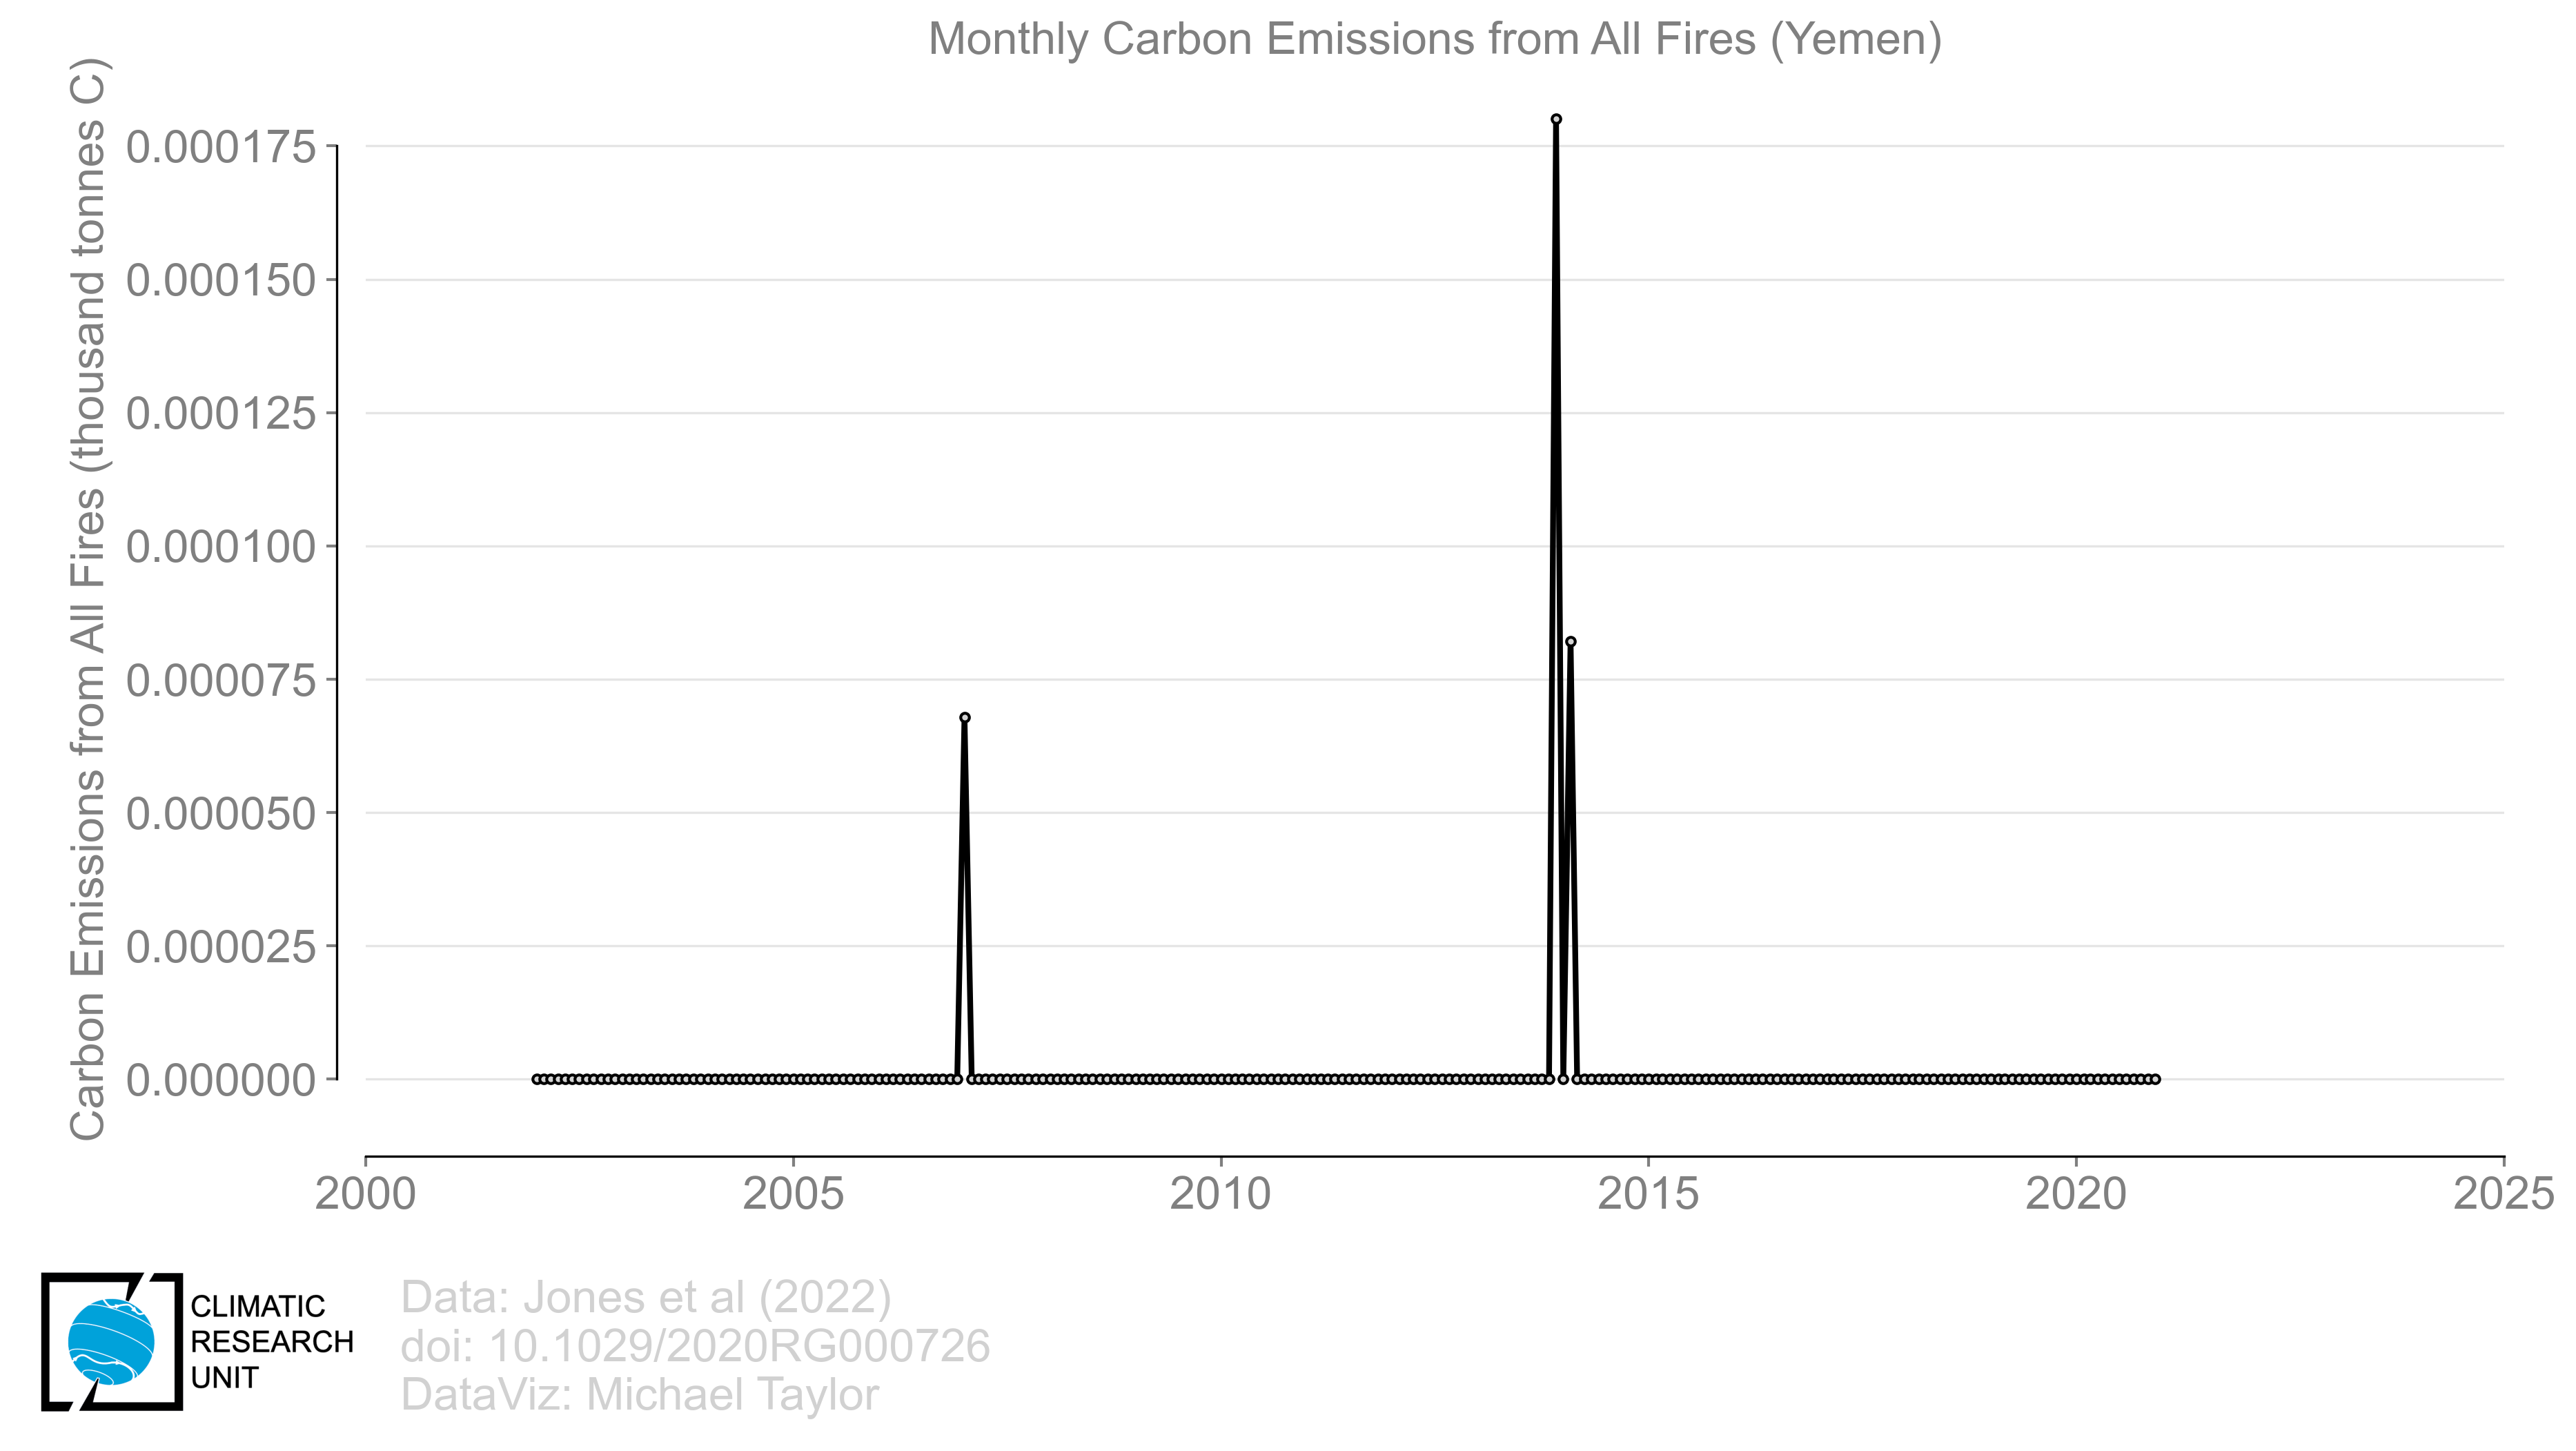 Monthly Carbon Emissions from All Fires (Yemen)
Carbon Emissions from All Fires (thousand tonnes C)
0.000175
0.000150
0.000125
0.000100
0.000075
0.000050
0.000025
0.000000
2000
2005
2010
2015
2020
2025
CLIMATIC
RESEARCH
UNIT
Data: Jones et al (2022)
doi: 10.1029/2020RG000726
DataViz: Michael Taylor